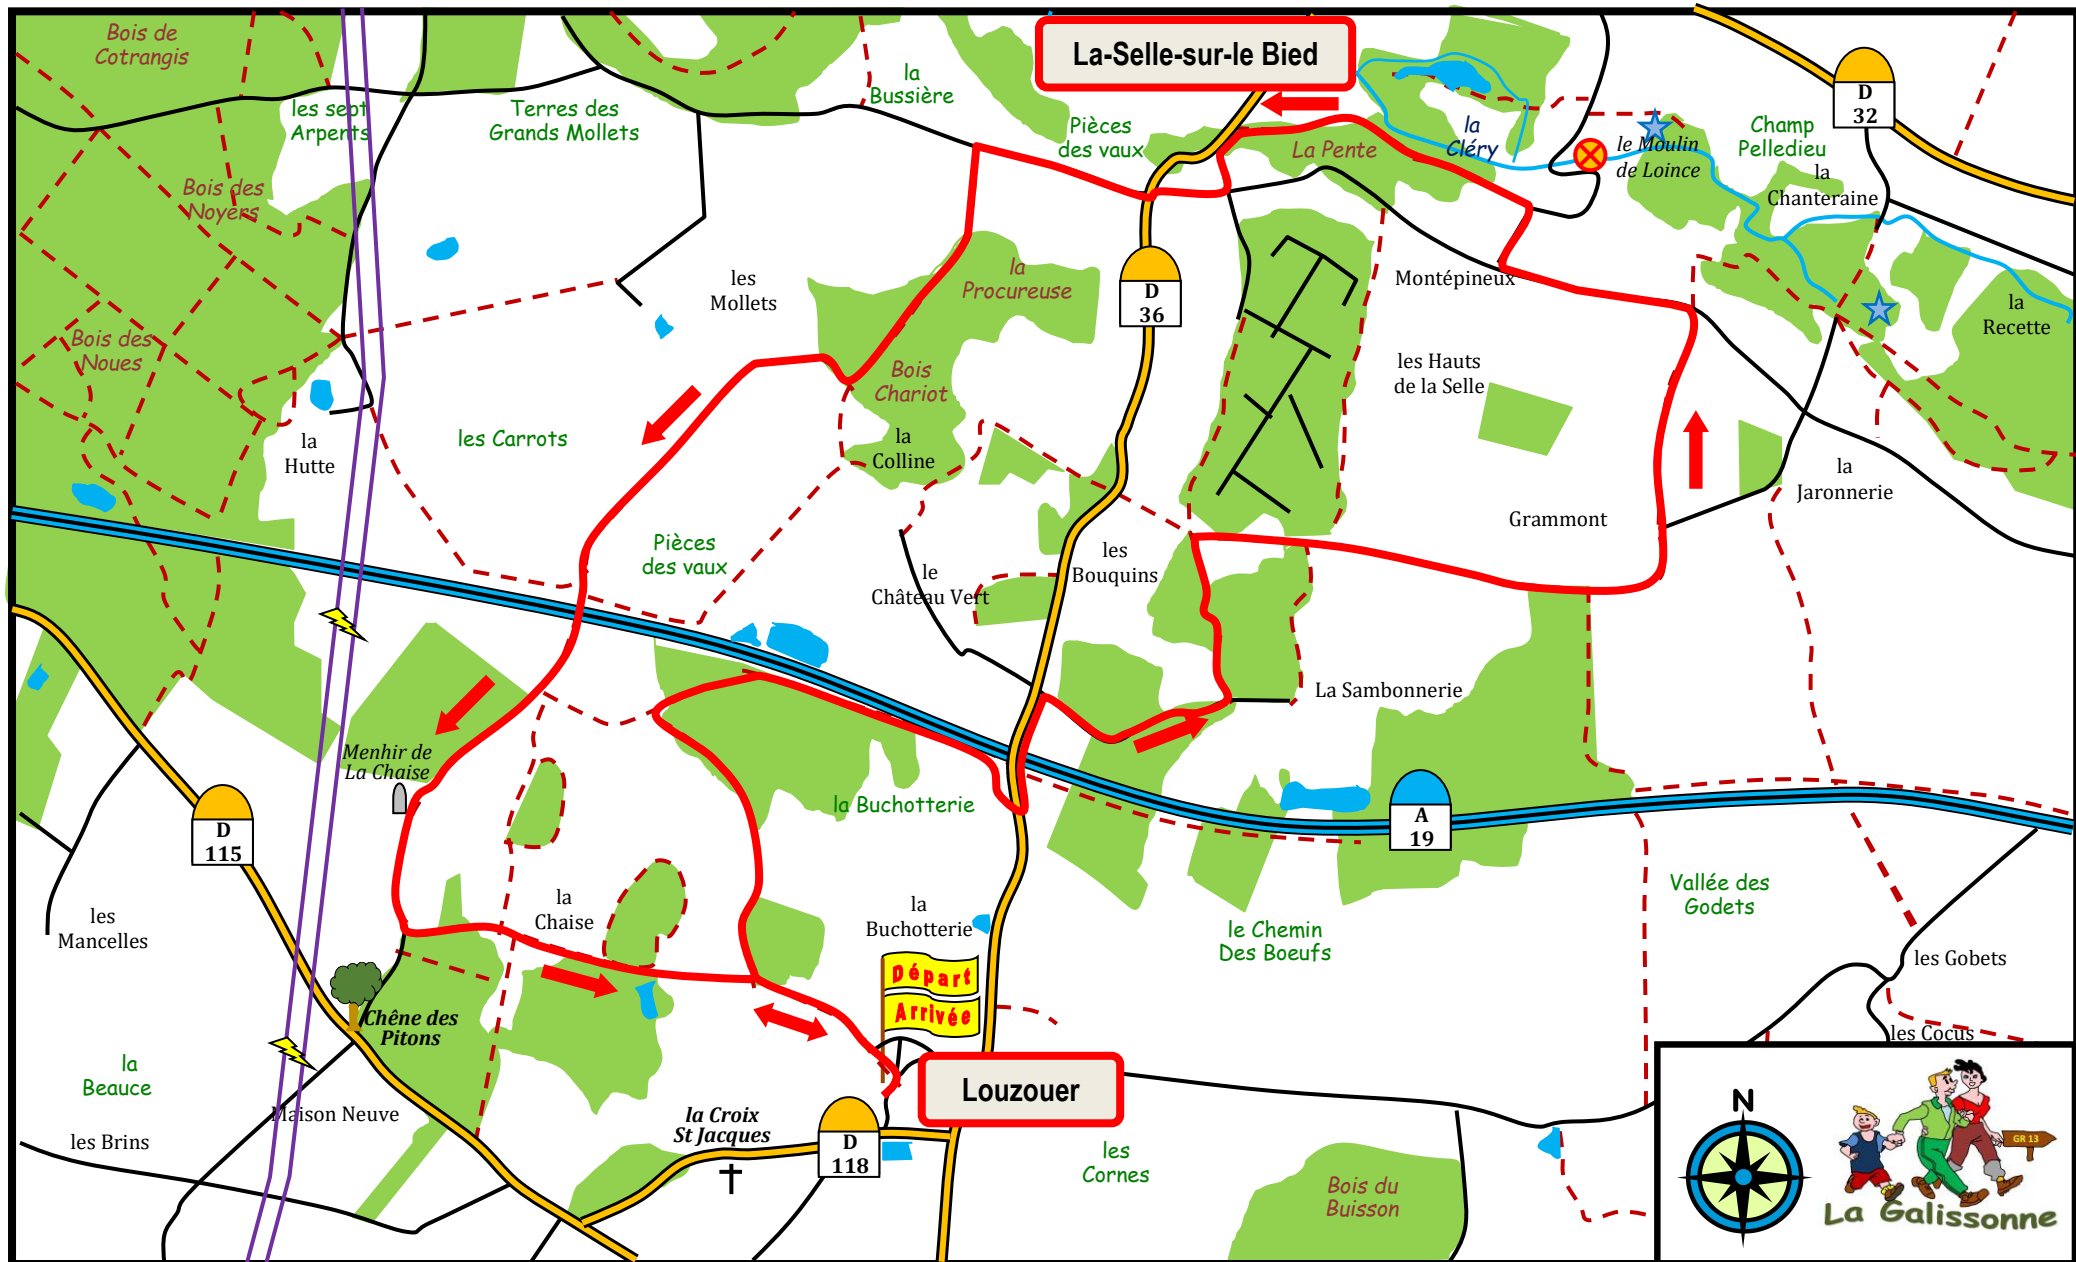 Bois de
Cotrangis
La-Selle-sur-le Bied
la
Bussière
D
32
les sept
Arpents
Terres des
Grands Mollets
Pièces
des vaux
La Pente
la
Cléry
le Moulin
de Loince
Champ
Pelledieu
la
Chanteraine
Bois des
Noyers
les
Mollets
la
Procureuse
D
36
Montépineux
la
Recette
Bois des
Noues
Bois
Chariot
les Hauts
de la Selle
les Carrots
la
Hutte
la
Colline
la
Jaronnerie
Grammont
Pièces
des vaux
les
Bouquins
le
Château Vert
La Sambonnerie
Menhir de
La Chaise
D
115
la Buchotterie
A
19
les
Mancelles
la
Chaise
la
Buchotterie
le Chemin
Des Boeufs
Vallée des
Godets
les Gobets
Départ
Arrivée
Chêne des
Pitons
les Cocus
la
Beauce
Louzouer
Maison Neuve
les Brins
la Croix
St Jacques
D
118
les
Cornes
Bois du
Buisson
N
GR 13
La Galissonne